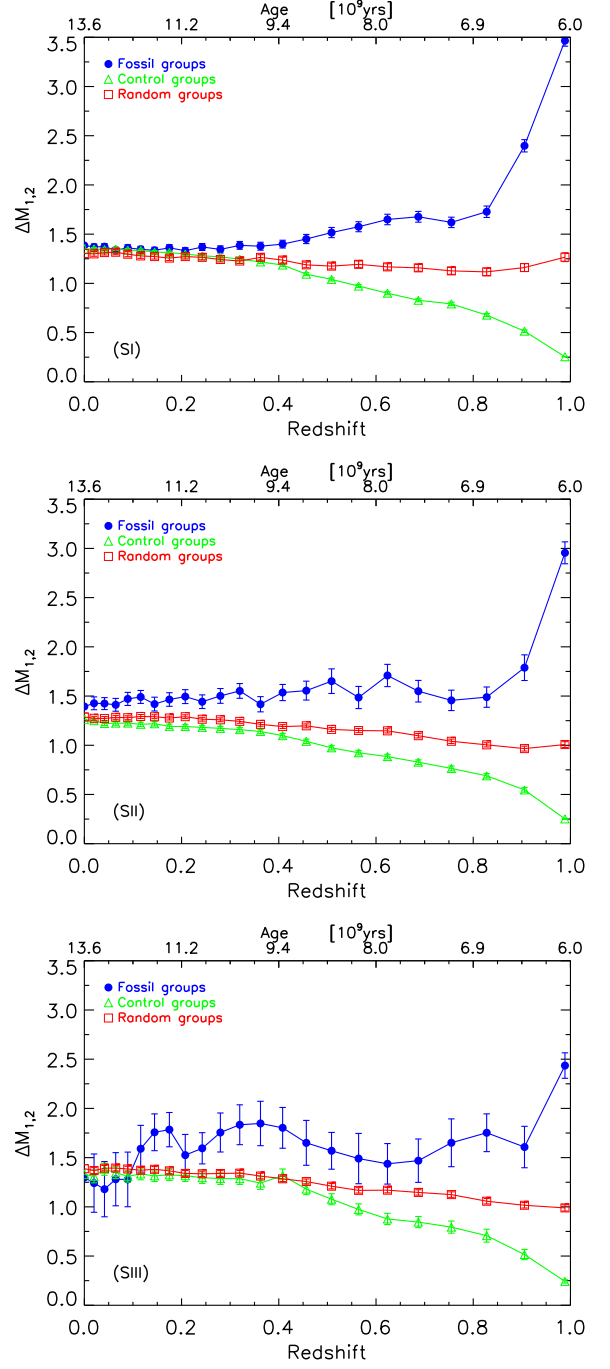 Age [10⁹yrs]
13.6 11.2 9.4 8.0 6.9 6.0
3.5
Fossil groups
Control groups
Random groups
3.0
2.5
2.0
ΔM₁,₂
1.5
1.0
0.5
(SI)
0.0
0.0 0.2 0.4 0.6 0.8 1.0
Redshift
Age [10⁹yrs]
13.6 11.2 9.4 8.0 6.9 6.0
3.5
Fossil groups
Control groups
Random groups
3.0
2.5
2.0
ΔM₁,₂
1.5
1.0
0.5
(SII)
0.0
0.0 0.2 0.4 0.6 0.8 1.0
Redshift
Age [10⁹yrs]
13.6 11.2 9.4 8.0 6.9 6.0
3.5
Fossil groups
Control groups
Random groups
3.0
2.5
2.0
ΔM₁,₂
1.5
1.0
0.5
(SIII)
0.0
0.0 0.2 0.4 0.6 0.8 1.0
Redshift